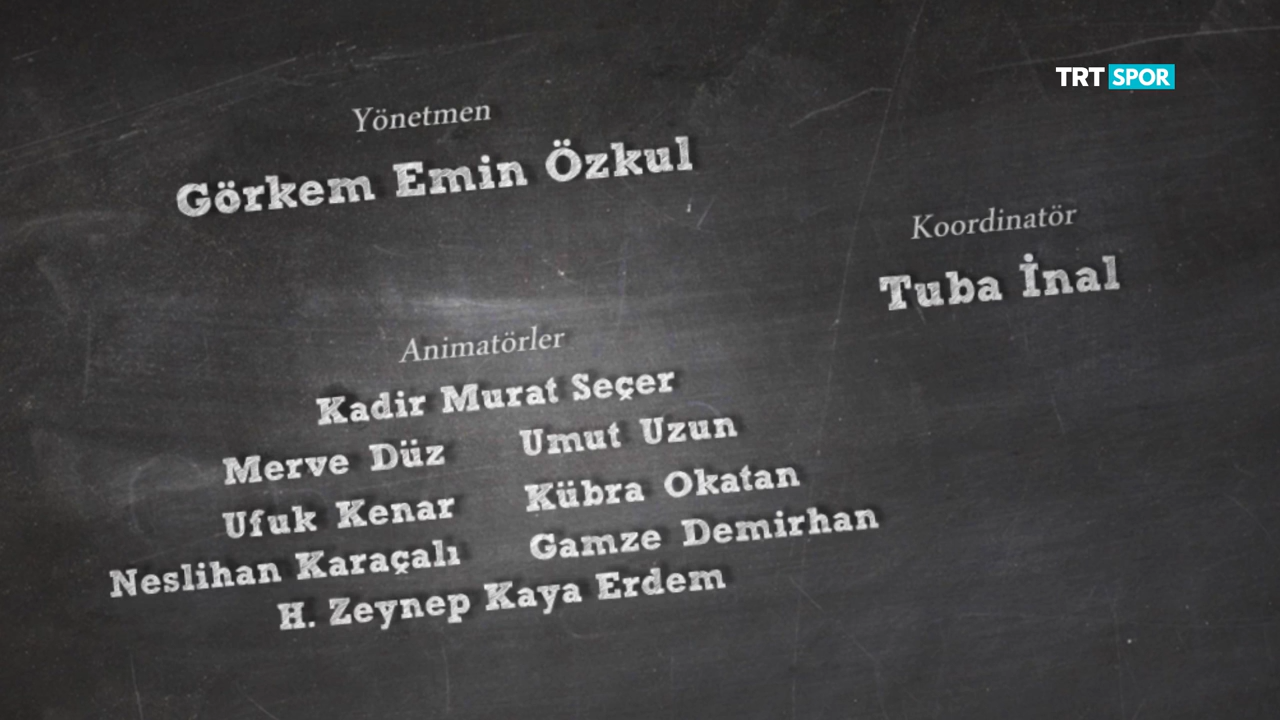 TRT SPOR
Yönetmen
Görkem Emin Özkul
Koordinatör
Tuba İnal
Animatörler
Kadir Murat Seçer
Merve Düz Umut Uzun
Ufuk Kenar Kübra Okatan
Neslihan Karaçalı Gamze Demirhan
H. Zeynep Kaya Erdem